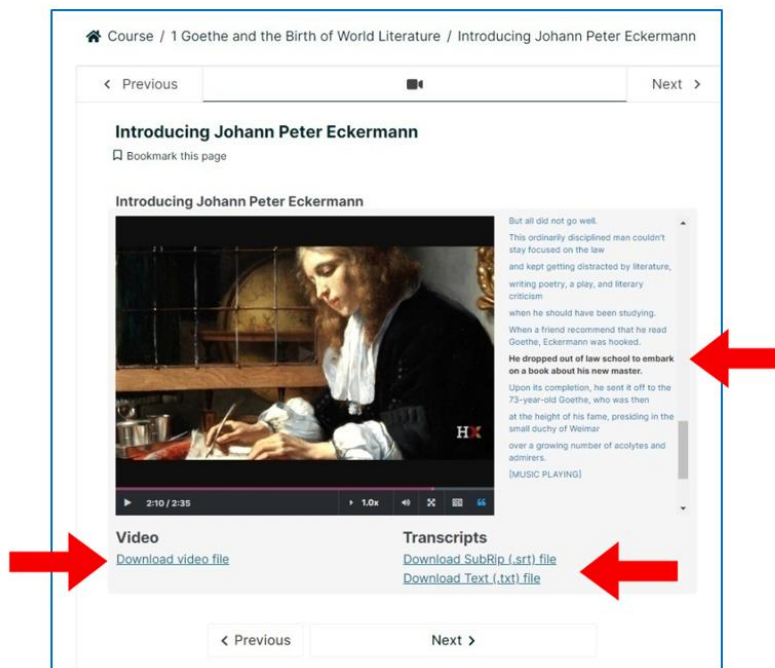 Course / 1 Goethe and the Birth of World Literature / Introducing Johann Peter Eckermann
< Previous
Next >
Introducing Johann Peter Eckermann
Bookmark this page
Introducing Johann Peter Eckermann
But all did not go well.
This ordinarily disciplined man couldn't
stay focused on the law
and kept getting distracted by literature,
writing poetry, a play, and literary
criticism
when he should have been studying.
When a friend recommend that he read
Goethe, Eckermann was hooked.
He dropped out of law school to embark
on a book about his new master.
Upon its completion, he sent it off to the
73-year-old Goethe, who was then
at the height of his fame, presiding in the
small duchy of Weimar
over a growing number of acolytes and
admirers.
[MUSIC PLAYING]
HX
2:10 / 2:35
1.0x
Video
Download video file
Transcripts
Download SubRip (.srt) file
Download Text (.txt) file
< Previous
Next >